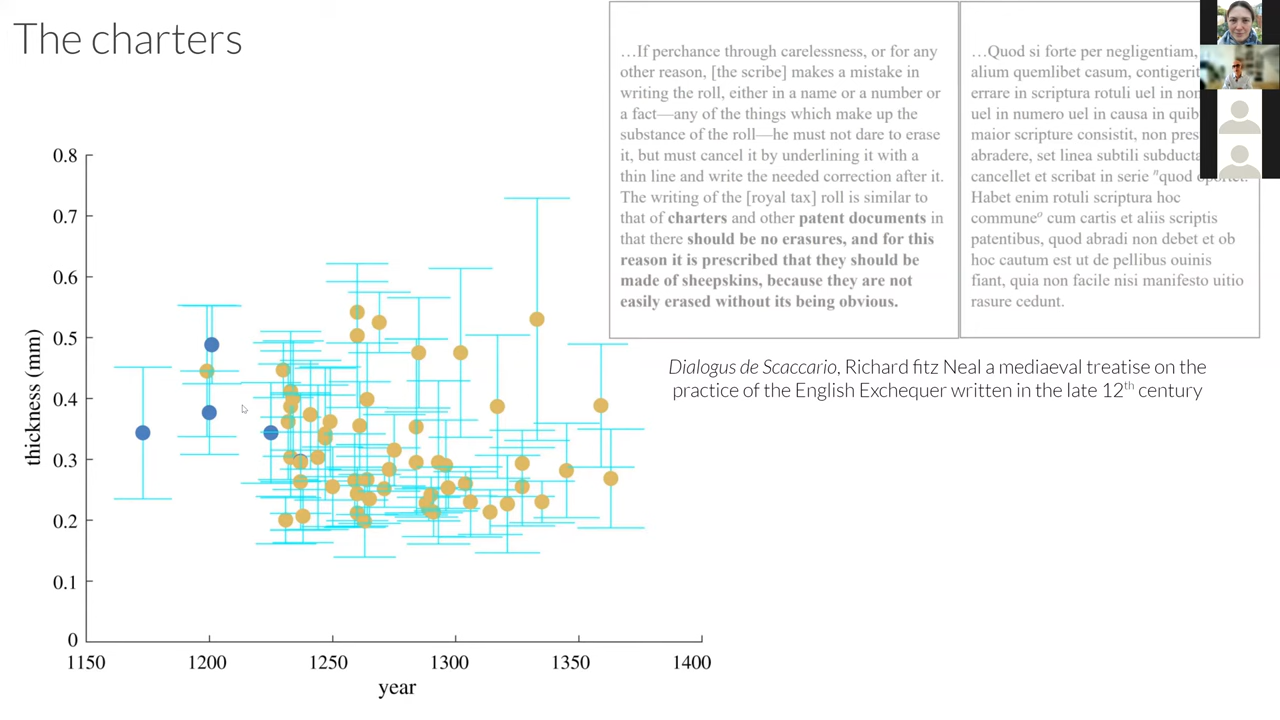 The charters
…If perchance through carelessness, or for any
other reason, [the scribe] makes a mistake in
writing the roll, either in a name or a number or
a fact—any of the things which make up the
substance of the roll—he must not dare to erase
it, but must cancel it by underlining it with a
thin line and write the needed correction after it.
The writing of the [royal tax] roll is similar to
that of charters and other patent documents in
that there should be no erasures, and for this
reason it is prescribed that they should be
made of sheepskins, because they are not
easily erased without its being obvious.
…Quod si forte per negligentiam,
alium quemlibet casum, contigerit
errare in scriptura rotuli uel in
uel in numero uel in causa in
maior scripture consistit, non
abradere, set linea subtili
cancellet et scribat in serie ⁿquod
Habet enim rotuli scriptura hoc
communeᵒ cum cartis et aliis scriptis
patentibus, quod abradi non debet et ob
hoc cautum est ut de pellibus ouinis
fiant, quia non facile nisi manifesto uitio
rasure cedunt.
Dialogus de Scaccario, Richard fitz Neal a mediaeval treatise on the
practice of the English Exchequer written in the late 12th century
thickness (mm)
0.8
0.7
0.6
0.5
0.4
0.3
0.2
0.1
0
1150 1200 1250 1300 1350 1400
year